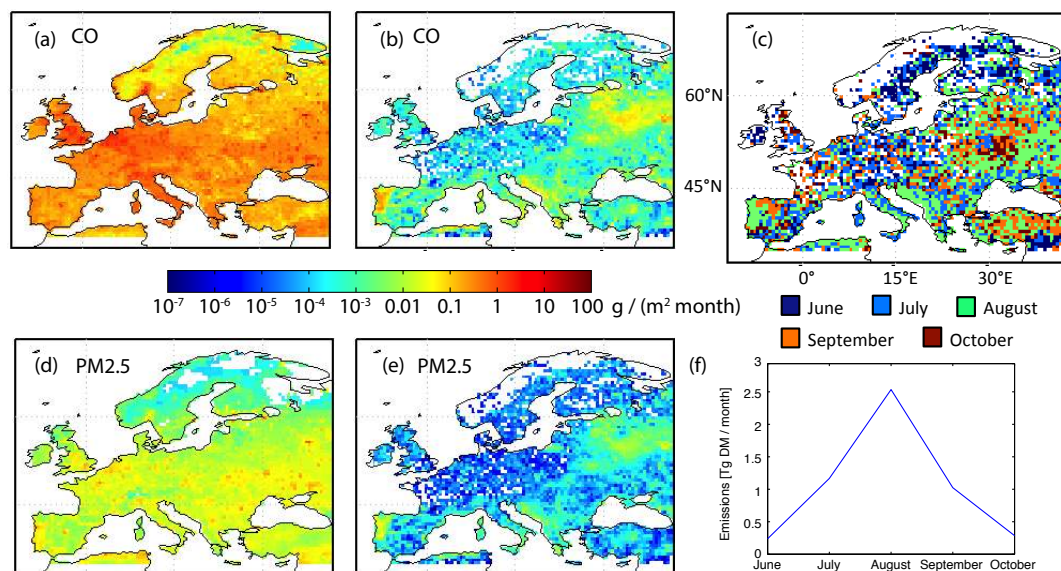 (a) CO
(b) CO
(c)
60°N
45°N
0° 15°E 30°E
10⁻⁷ 10⁻⁶ 10⁻⁵ 10⁻⁴ 10⁻³ 0.01 0.1 1 10 100 g / (m² month)
June July August
September October
(d) PM2.5
(e) PM2.5
(f)
3
2.5
2
1.5
1
0.5
0
Emissions [Tg DM / month]
June July August September October